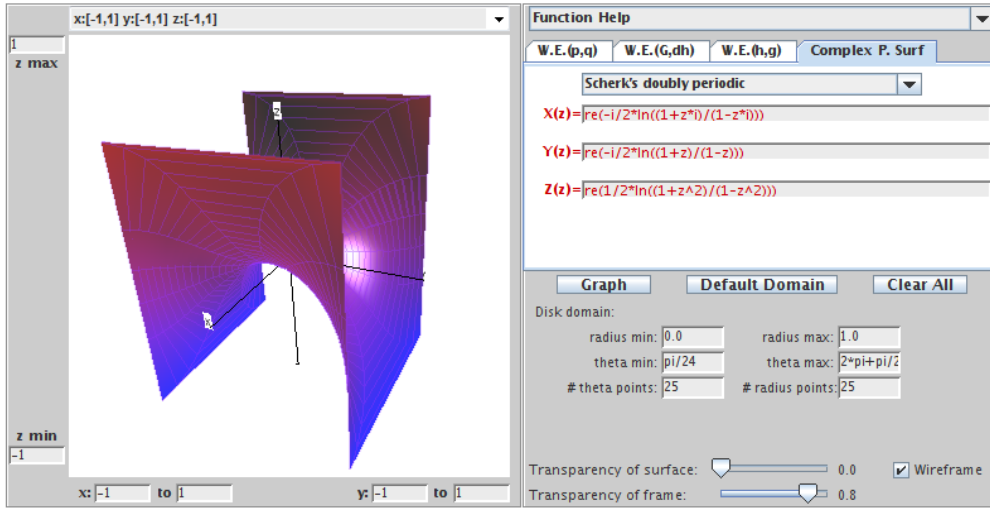 x:[-1,1] y:[-1,1] z:[-1,1]
1
z max
z
x
z min
-1
x: -1 to 1 y: -1 to 1
Function Help
W.E.(p,q) W.E.(G,dh) W.E.(h,g) Complex P. Surf
Scherk's doubly periodic
X(z)= re(-i/2*ln((1+z*i)/(1-z*i)))
Y(z)= re(-i/2*ln((1+z)/(1-z)))
Z(z)= re(1/2*ln((1+z^2)/(1-z^2)))
Graph Default Domain Clear All
Disk domain:
radius min: 0.0 radius max: 1.0
theta min: pi/24 theta max: 2*pi+pi/2
# theta points: 25 # radius points: 25
Transparency of surface: 0.0 Wireframe
Transparency of frame: 0.8